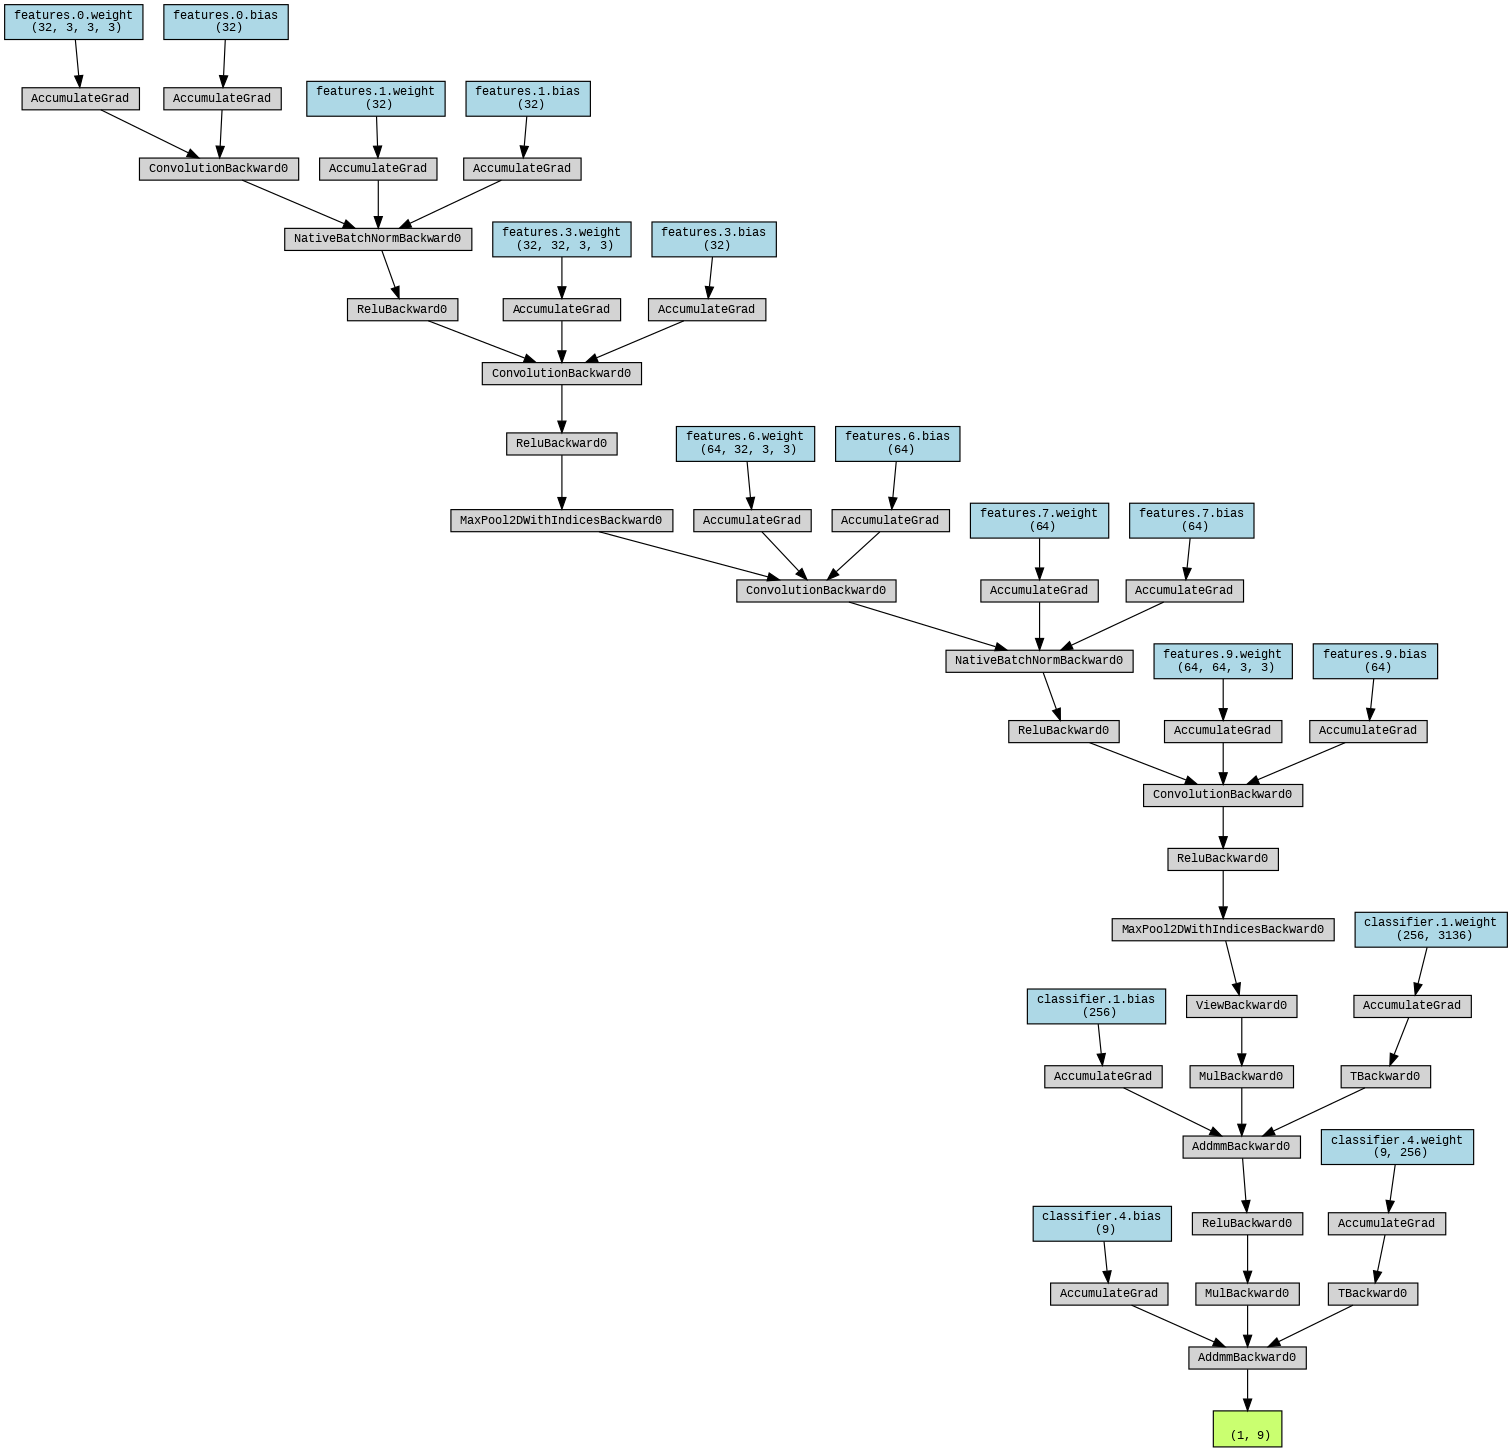 features.0.weight
(32, 3, 3, 3)
features.0.bias
(32)
AccumulateGrad
AccumulateGrad
features.1.weight
(32)
features.1.bias
(32)
ConvolutionBackward0
AccumulateGrad
AccumulateGrad
NativeBatchNormBackward0
features.3.weight
(32, 32, 3, 3)
features.3.bias
(32)
ReluBackward0
AccumulateGrad
AccumulateGrad
ConvolutionBackward0
ReluBackward0
features.6.weight
(64, 32, 3, 3)
features.6.bias
(64)
MaxPool2DWithIndicesBackward0
AccumulateGrad
AccumulateGrad
features.7.weight
(64)
features.7.bias
(64)
ConvolutionBackward0
AccumulateGrad
AccumulateGrad
NativeBatchNormBackward0
features.9.weight
(64, 64, 3, 3)
features.9.bias
(64)
ReluBackward0
AccumulateGrad
AccumulateGrad
ConvolutionBackward0
ReluBackward0
MaxPool2DWithIndicesBackward0
classifier.1.weight
(256, 3136)
classifier.1.bias
(256)
ViewBackward0
AccumulateGrad
AccumulateGrad
MulBackward0
TBackward0
AddmmBackward0
classifier.4.weight
(9, 256)
classifier.4.bias
(9)
ReluBackward0
AccumulateGrad
AccumulateGrad
MulBackward0
TBackward0
AddmmBackward0
(1, 9)